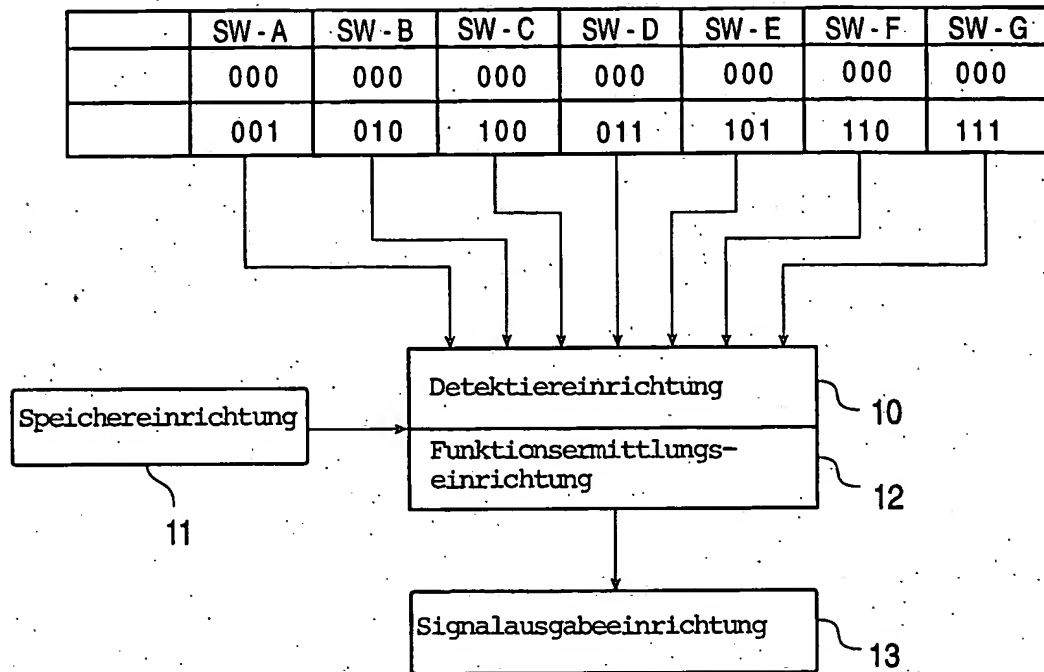 SW-A SW-B SW-C SW-D SW-E SW-F SW-G
000 000 000 000 000 000 000
001 010 100 011 101 110 111
Detektiereinrichtung
10
Speichereinrichtung
Funktionsermittlungs-
einrichtung
12
11
Signalausgabeeinrichtung
13